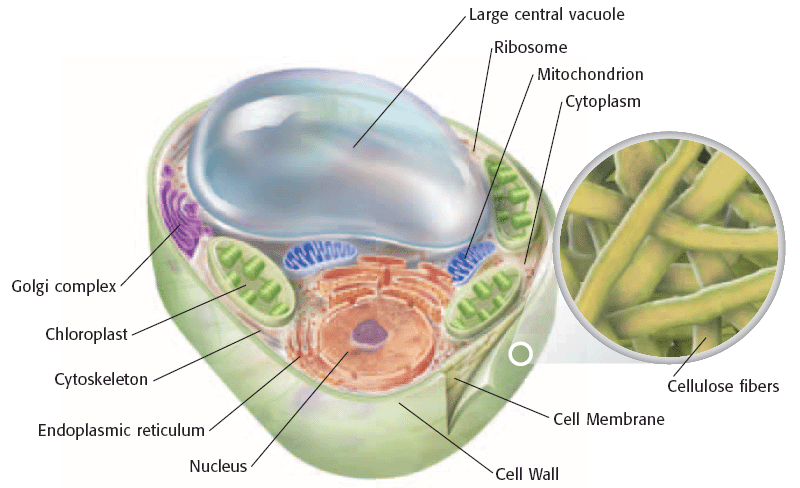 Large central vacuole
Ribosome
Mitochondrion
Cytoplasm
Golgi complex
Chloroplast
Cytoskeleton
Endoplasmic reticulum
Nucleus
Cellulose fibers
Cell Membrane
Cell Wall